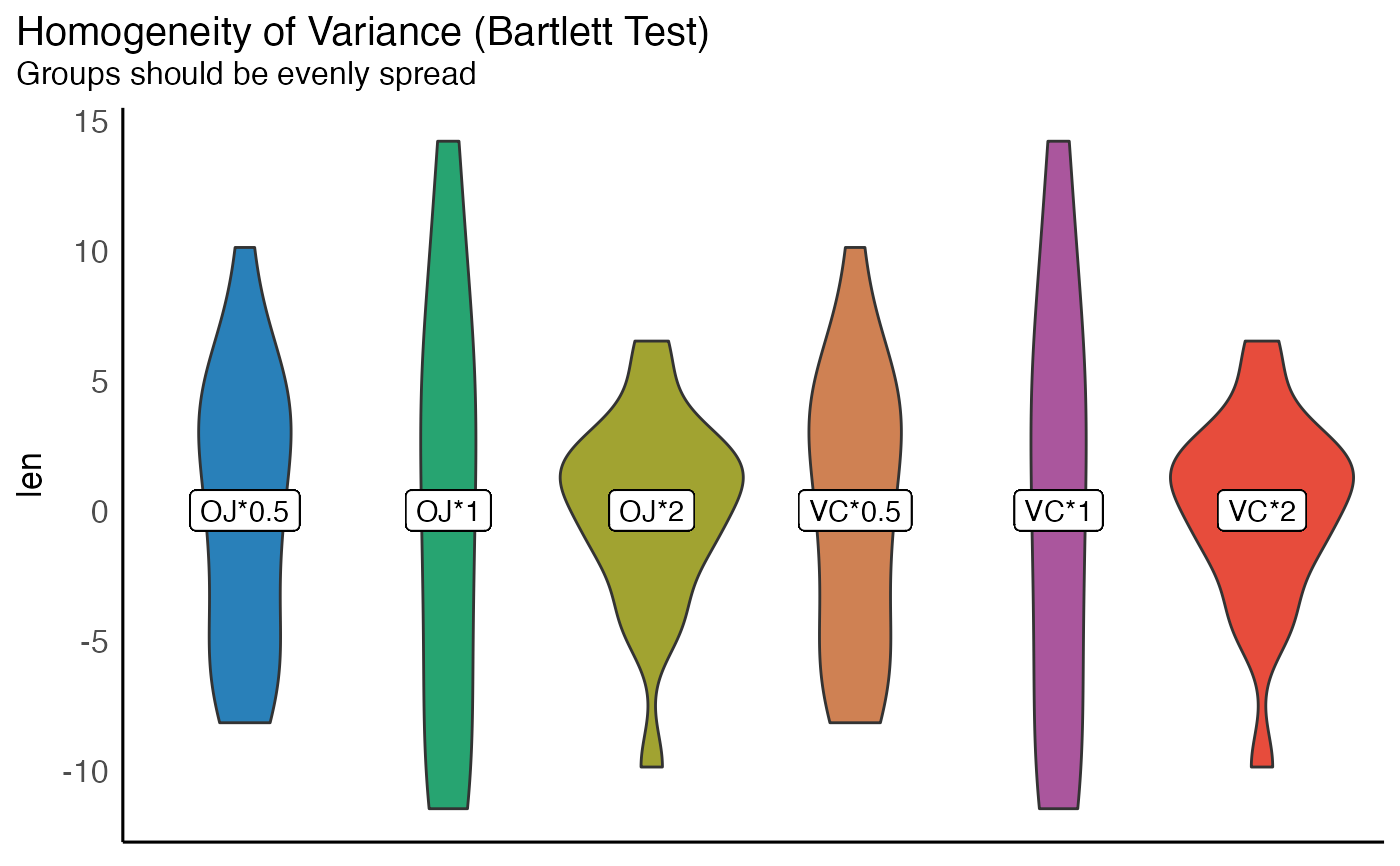 Homogeneity of Variance (Bartlett Test)
Groups should be evenly spread
15
10
5
0
-5
-10
len
OJ*0.5
OJ*1
OJ*2
VC*0.5
VC*1
VC*2